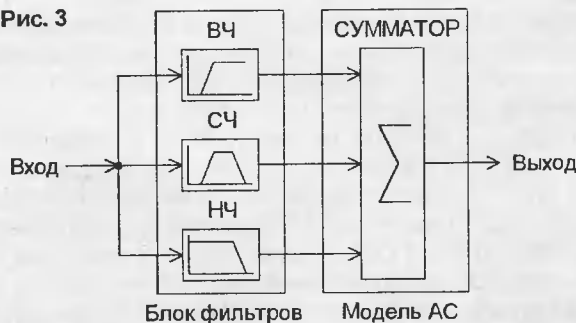 Рис. 3
ВЧ
СУММАТОР
СЧ
Вход
Выход
НЧ
Блок фильтров
Модель АС